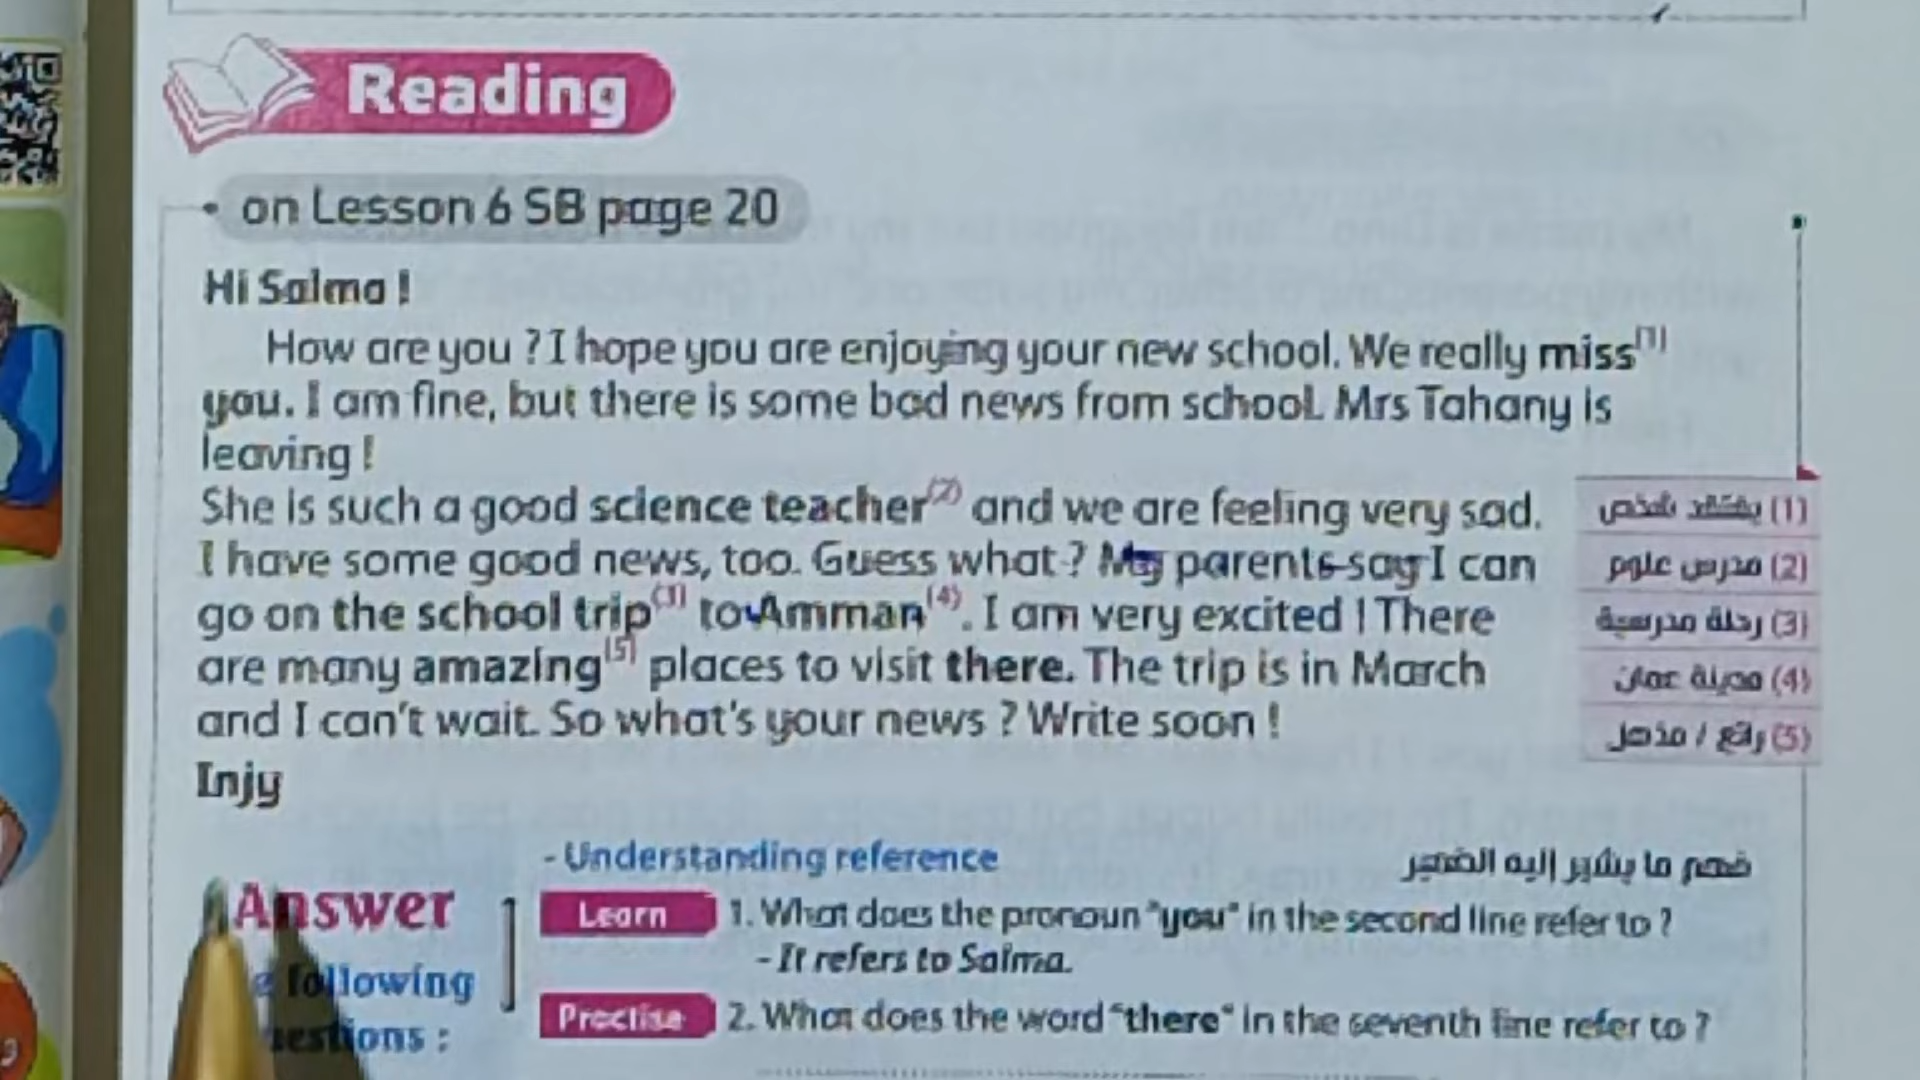 Reading
• on Lesson 6 SB page 20
Hi Salma !
How are you ? I hope you are enjoying your new school. We really miss(1)
you. I am fine, but there is some bad news from school. Mrs Tahany is
leaving !
She is such a good science teacher(2) and we are feeling very sad.
I have some good news, too. Guess what ? My parents say I can
go on the school trip(3) to Amman(4). I am very excited ! There
are many amazing(5) places to visit there. The trip is in March
and I can't wait. So what's your news ? Write soon !
Injy
(1) يفتقد شخص
(2) مدرس علوم
(3) رحلة مدرسية
(4) مدينة عمان
(5) رائع / مذهل
Answer
following
- Understanding reference
فهم ما يشير إليه الضمير
Learn 1. What does the pronoun "you" in the second line refer to ?
- It refers to Salma.
Practise 2. What does the word "there" in the seventh line refer to ?